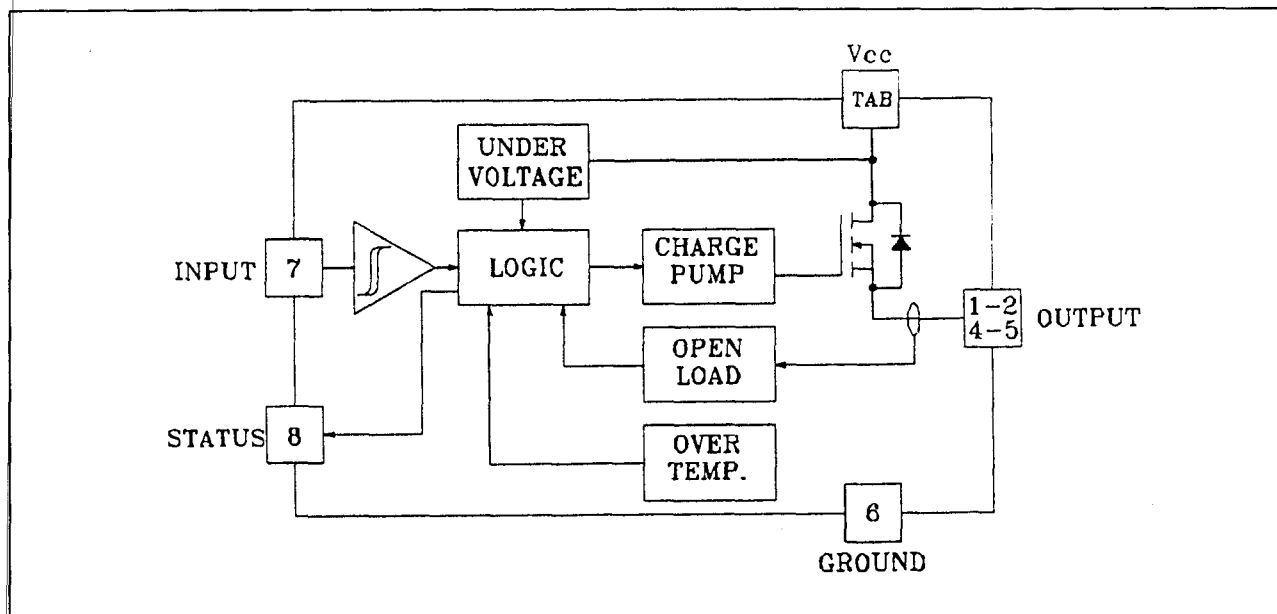 Vcc
TAB
UNDER
VOLTAGE
INPUT
7
LOGIC
CHARGE
PUMP
1-2
4-5
OUTPUT
OPEN
LOAD
STATUS
8
OVER
TEMP.
6
GROUND